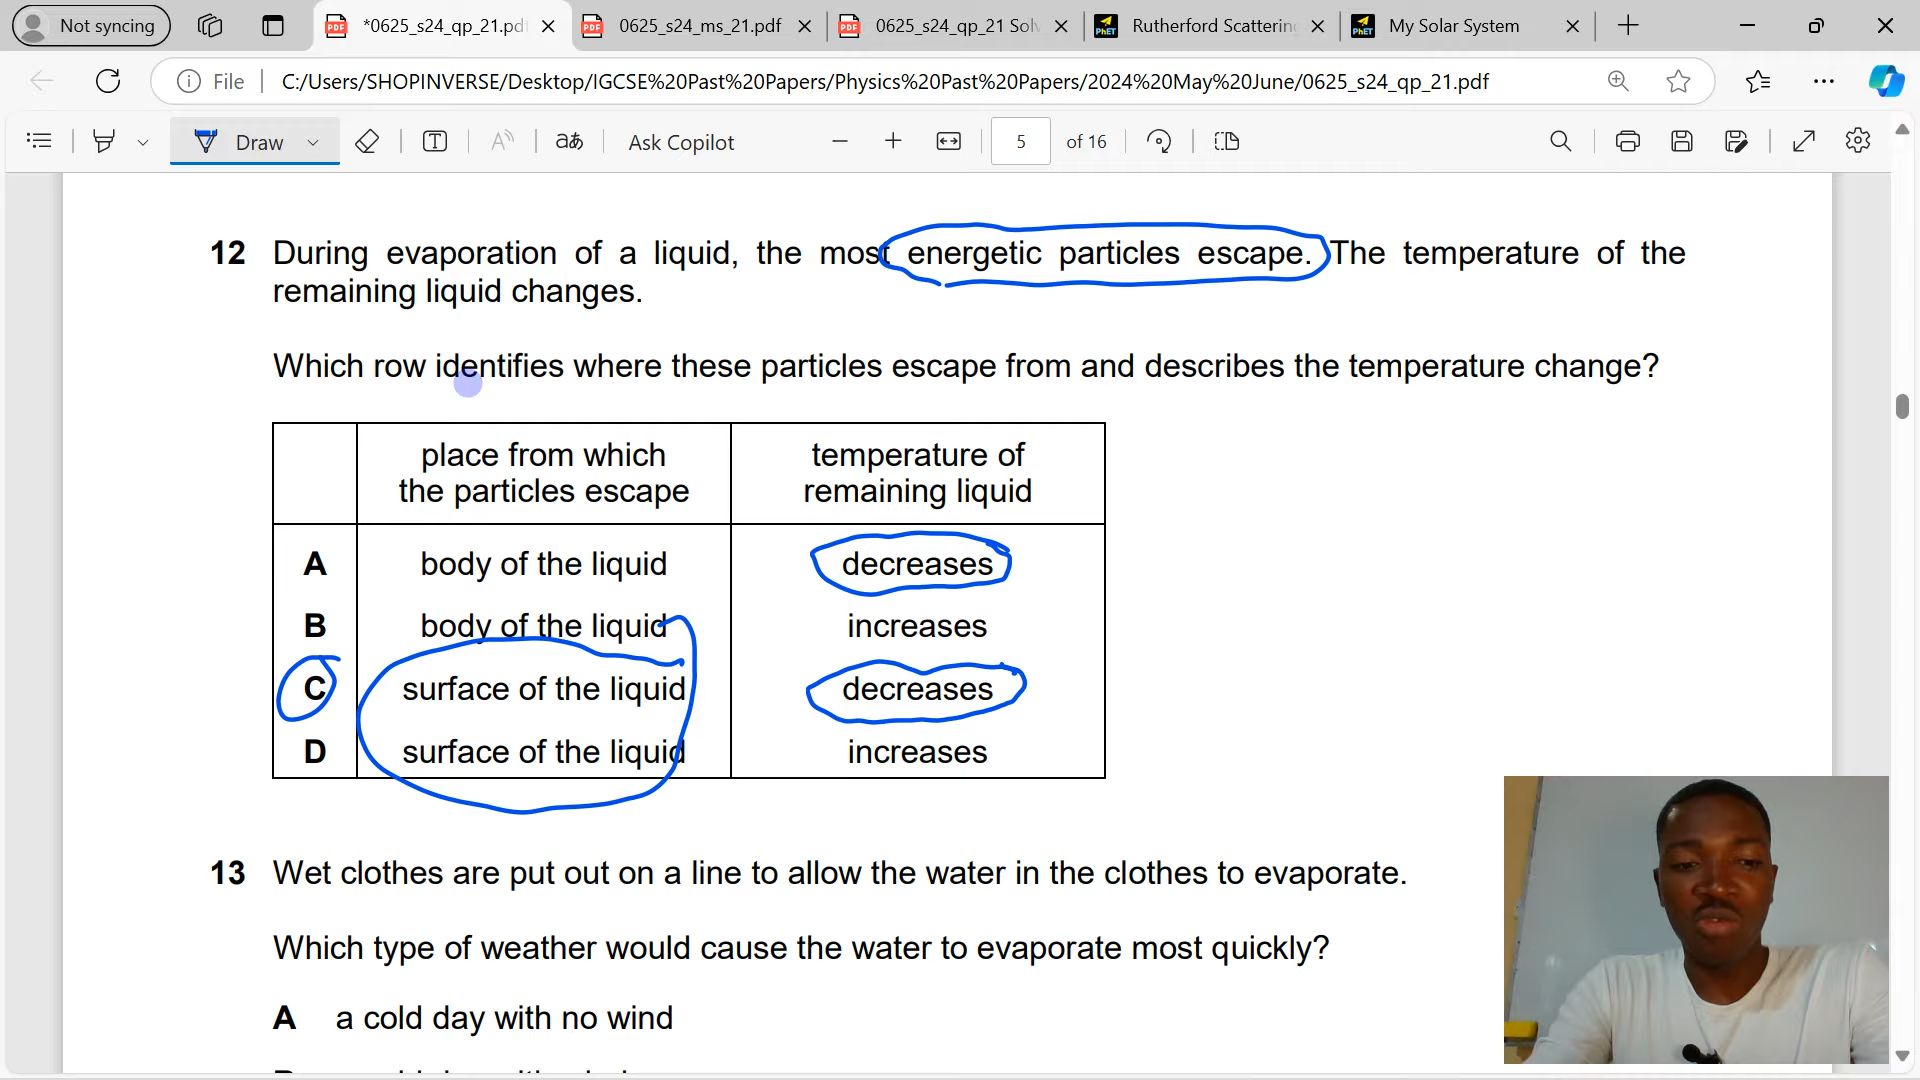 Not syncing
*0625_s24_qp_21.pdf
0625_s24_ms_21.pdf
0625_s24_qp_21 Solv
Rutherford Scattering
My Solar System
File
C:/Users/SHOPINVERSE/Desktop/IGCSE%20Past%20Papers/Physics%20Past%20Papers/2024%20May%20June/0625_s24_qp_21.pdf
Draw
Ask Copilot
5 of 16
12 During evaporation of a liquid, the most energetic particles escape. The temperature of the
remaining liquid changes.
Which row identifies where these particles escape from and describes the temperature change?
place from which
the particles escape
temperature of
remaining liquid
A body of the liquid decreases
B body of the liquid increases
C surface of the liquid decreases
D surface of the liquid increases
13 Wet clothes are put out on a line to allow the water in the clothes to evaporate.
Which type of weather would cause the water to evaporate most quickly?
A a cold day with no wind